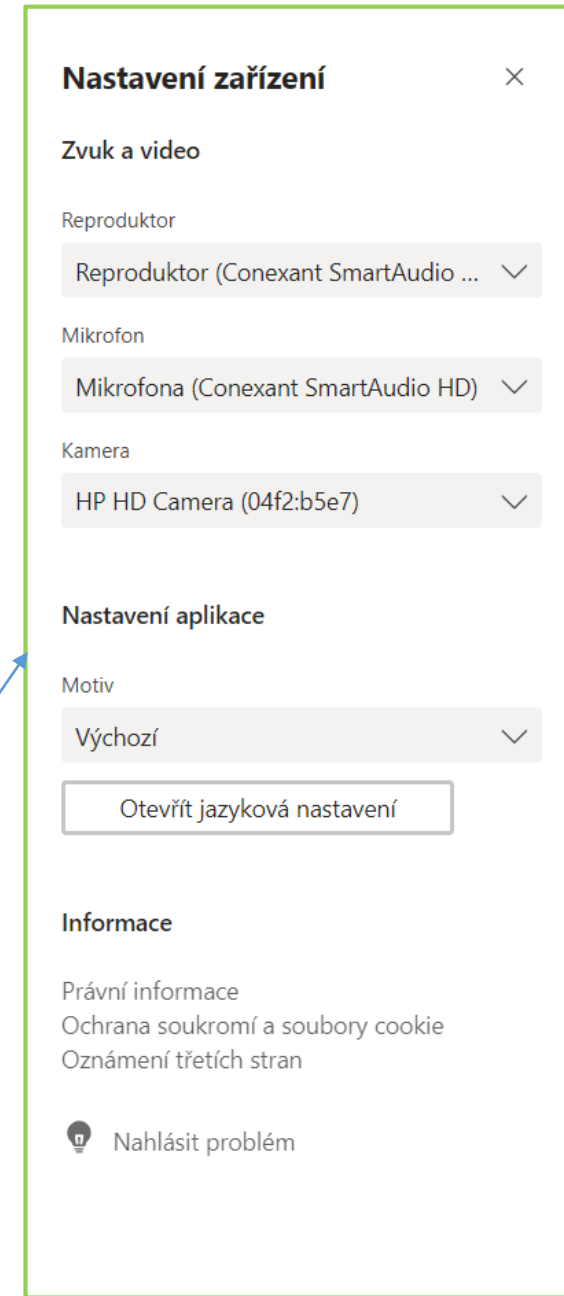 Nastavení zařízení
Zvuk a video
Reproduktor
Reproduktor (Conexant SmartAudio ...
Mikrofon
Mikrofona (Conexant SmartAudio HD)
Kamera
HP HD Camera (04f2:b5e7)
Nastavení aplikace
Motiv
Výchozí
Otevřít jazyková nastavení
Informace
Právní informace
Ochrana soukromí a soubory cookie
Oznámení třetích stran
Nahlásit problém